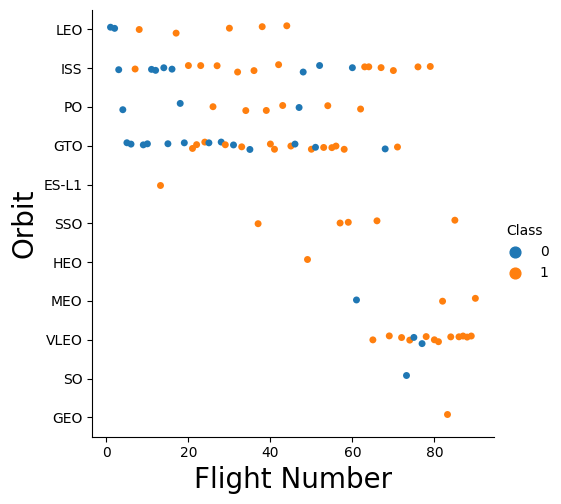 LEO
ISS
PO
GTO
ES-L1
SSO
HEO
MEO
VLEO
SO
GEO
Orbit
0 20 40 60 80
Flight Number
Class
0
1